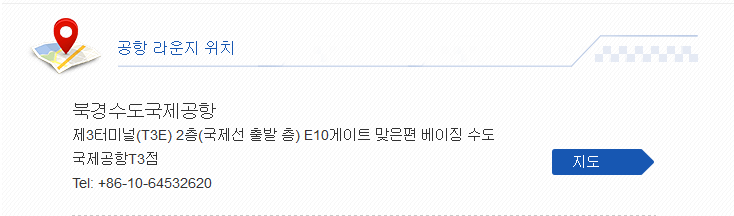 공항 라운지 위치
북경수도국제공항
제3터미널(T3E) 2층(국제선 출발 층) E10게이트 맞은편 베이징 수도
국제공항T3점
지도
Tel: +86-10-64532620